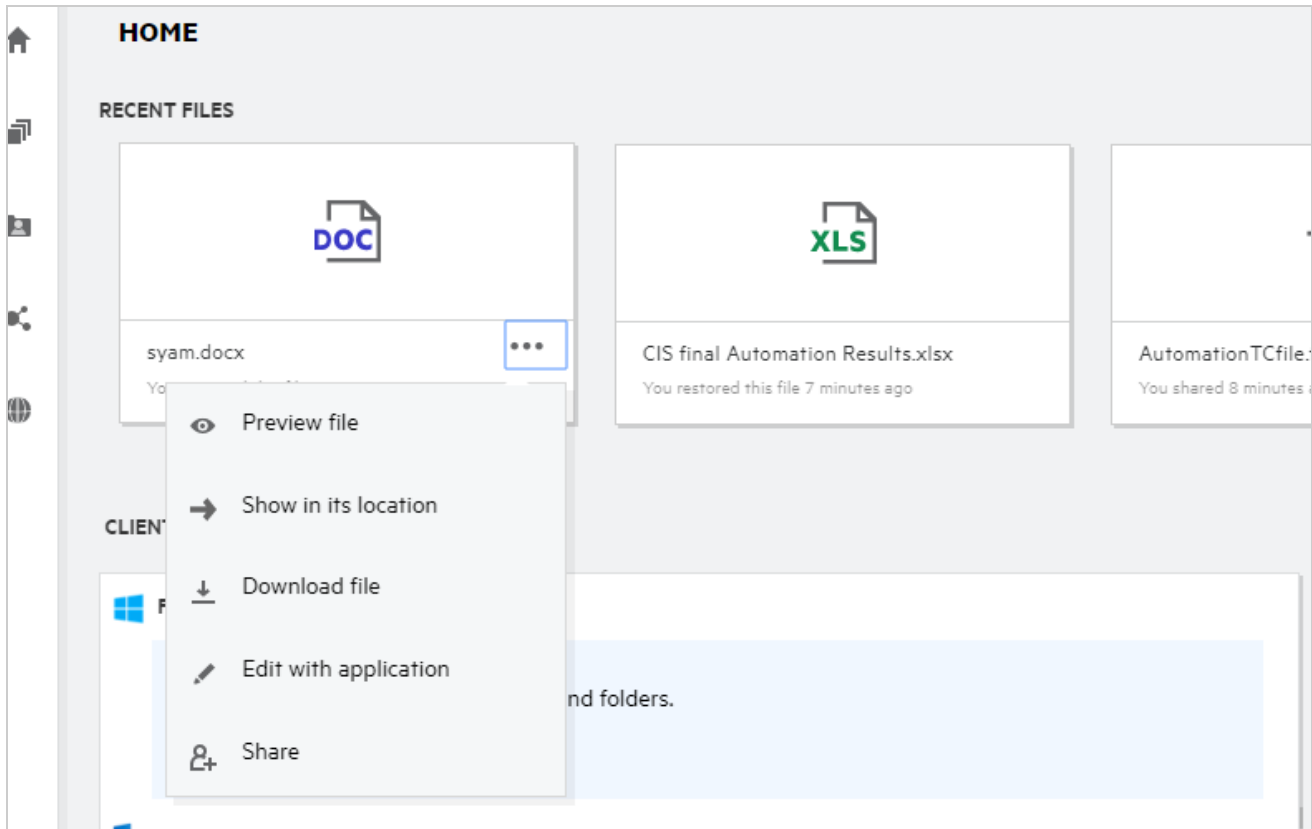 HOME
RECENT FILES
DOC
XLS
syam.docx
CIS final Automation Results.xlsx
AutomationTCfile.
You restored this file 7 minutes ago
You shared 8 minutes
Preview file
Show in its location
CLIENT
Download file
Edit with application
nd folders.
Share